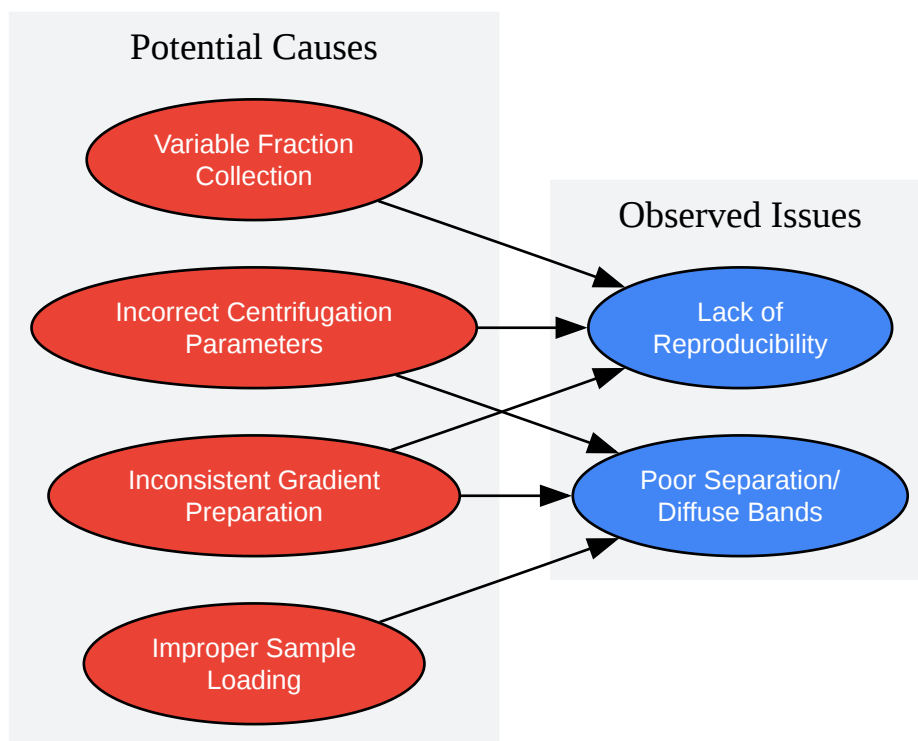 Potential Causes
Variable Fraction
Collection
Incorrect Centrifugation
Parameters
Inconsistent Gradient
Preparation
Improper Sample
Loading
Observed Issues
Lack of
Reproducibility
Poor Separation/
Diffuse Bands